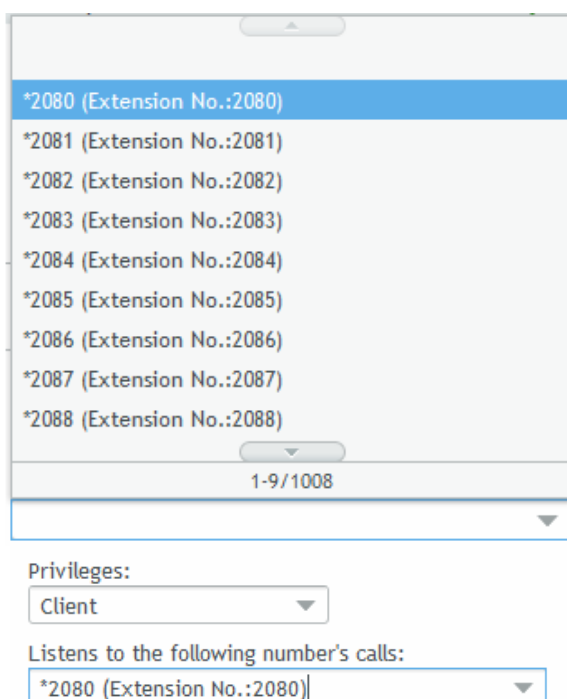 *2080 (Extension No.:2080)
*2081 (Extension No.:2081)
*2082 (Extension No.:2082)
*2083 (Extension No.:2083)
*2084 (Extension No.:2084)
*2085 (Extension No.:2085)
*2086 (Extension No.:2086)
*2087 (Extension No.:2087)
*2088 (Extension No.:2088)
1-9/1008
Privileges:
Client
Listens to the following number's calls:
*2080 (Extension No.:2080)